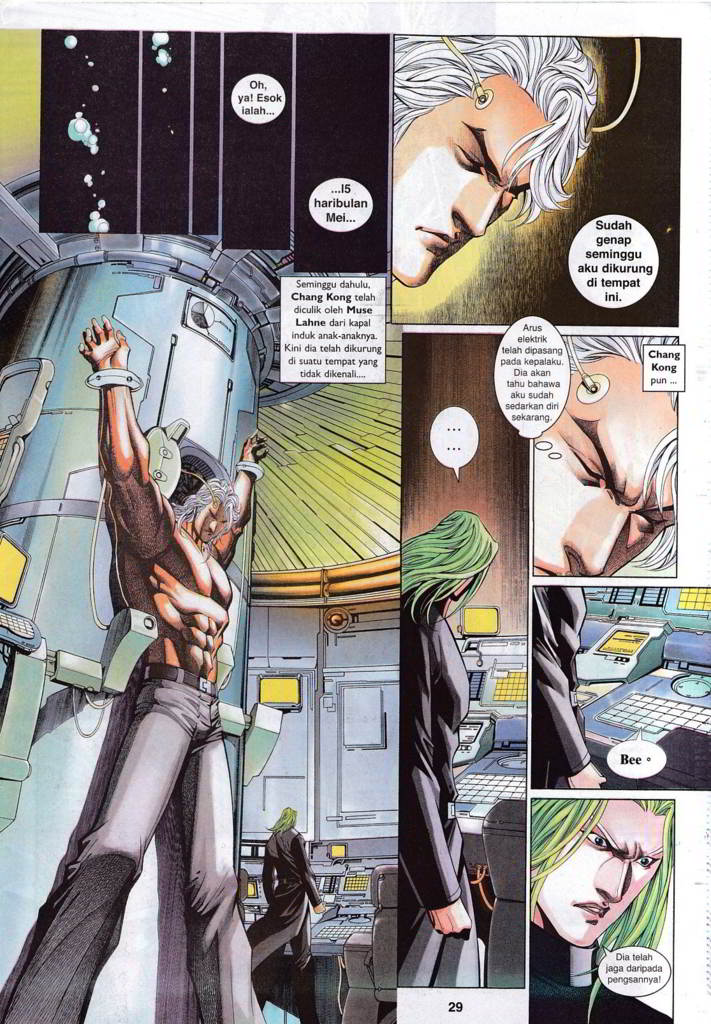 Oh,
ya! Esok
ialah...
...15
haribulan
Mei...
Sudah
genap
seminggu
aku dikurung
di tempat
ini.
Seminggu dahulu,
Chang Kong telah
diculik oleh Muse
Lahne dari kapal
induk anak-anaknya.
Kini dia telah dikurung
di suatu tempat yang
tidak dikenali....
Arus
elektrik
telah dipasang
pada kepalaku.
Dia akan
tahu bahawa
aku sudah
sedarkan diri
sekarang.
Chang
Kong
pun ...
...
...
Bee
Dia telah
jaga daripada
pengsannya!
29